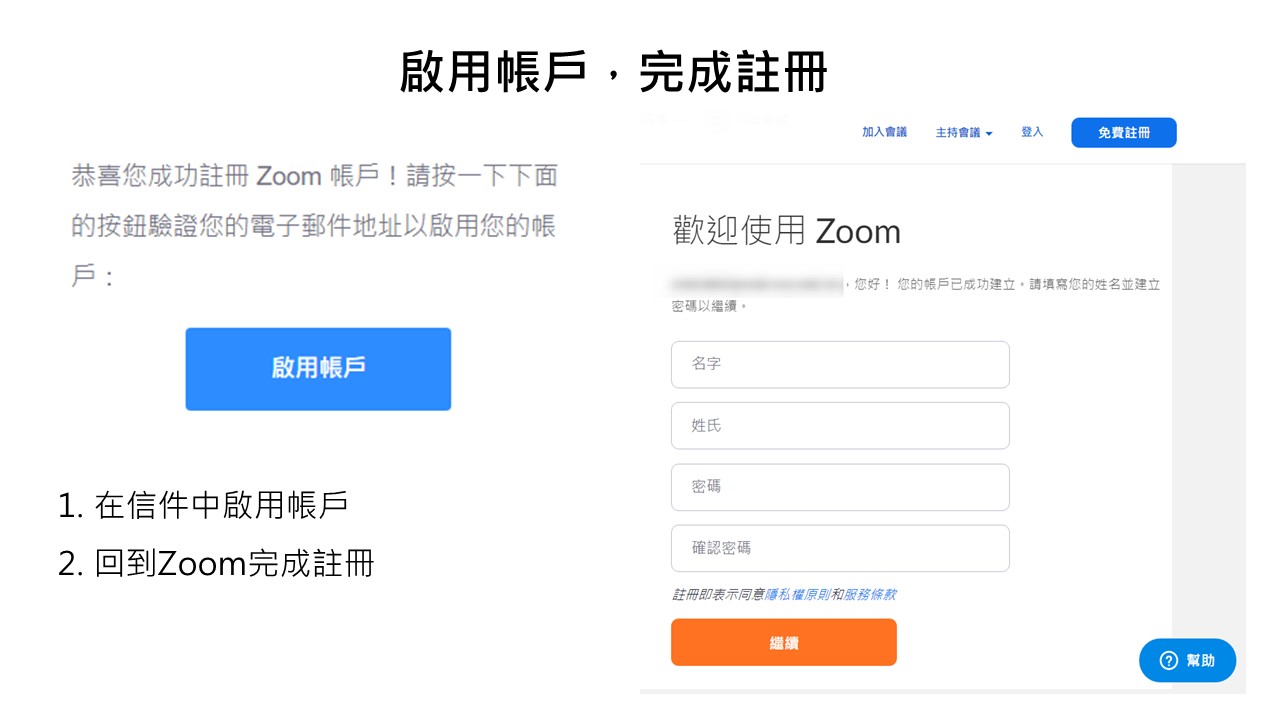 啟用帳戶，完成註冊
恭喜您成功註冊 Zoom 帳戶！請按一下下面
的按鈕驗證您的電子郵件地址以啟用您的帳
戶：
啟用帳戶
1. 在信件中啟用帳戶
2. 回到Zoom完成註冊
加入會議 主持會議 登入 免費註冊
歡迎使用 Zoom
，您好！ 您的帳戶已成功建立。請填寫您的姓名並建立
密碼以繼續。
名字
姓氏
密碼
確認密碼
註冊即表示同意隱私權原則和服務條款
繼續
幫助